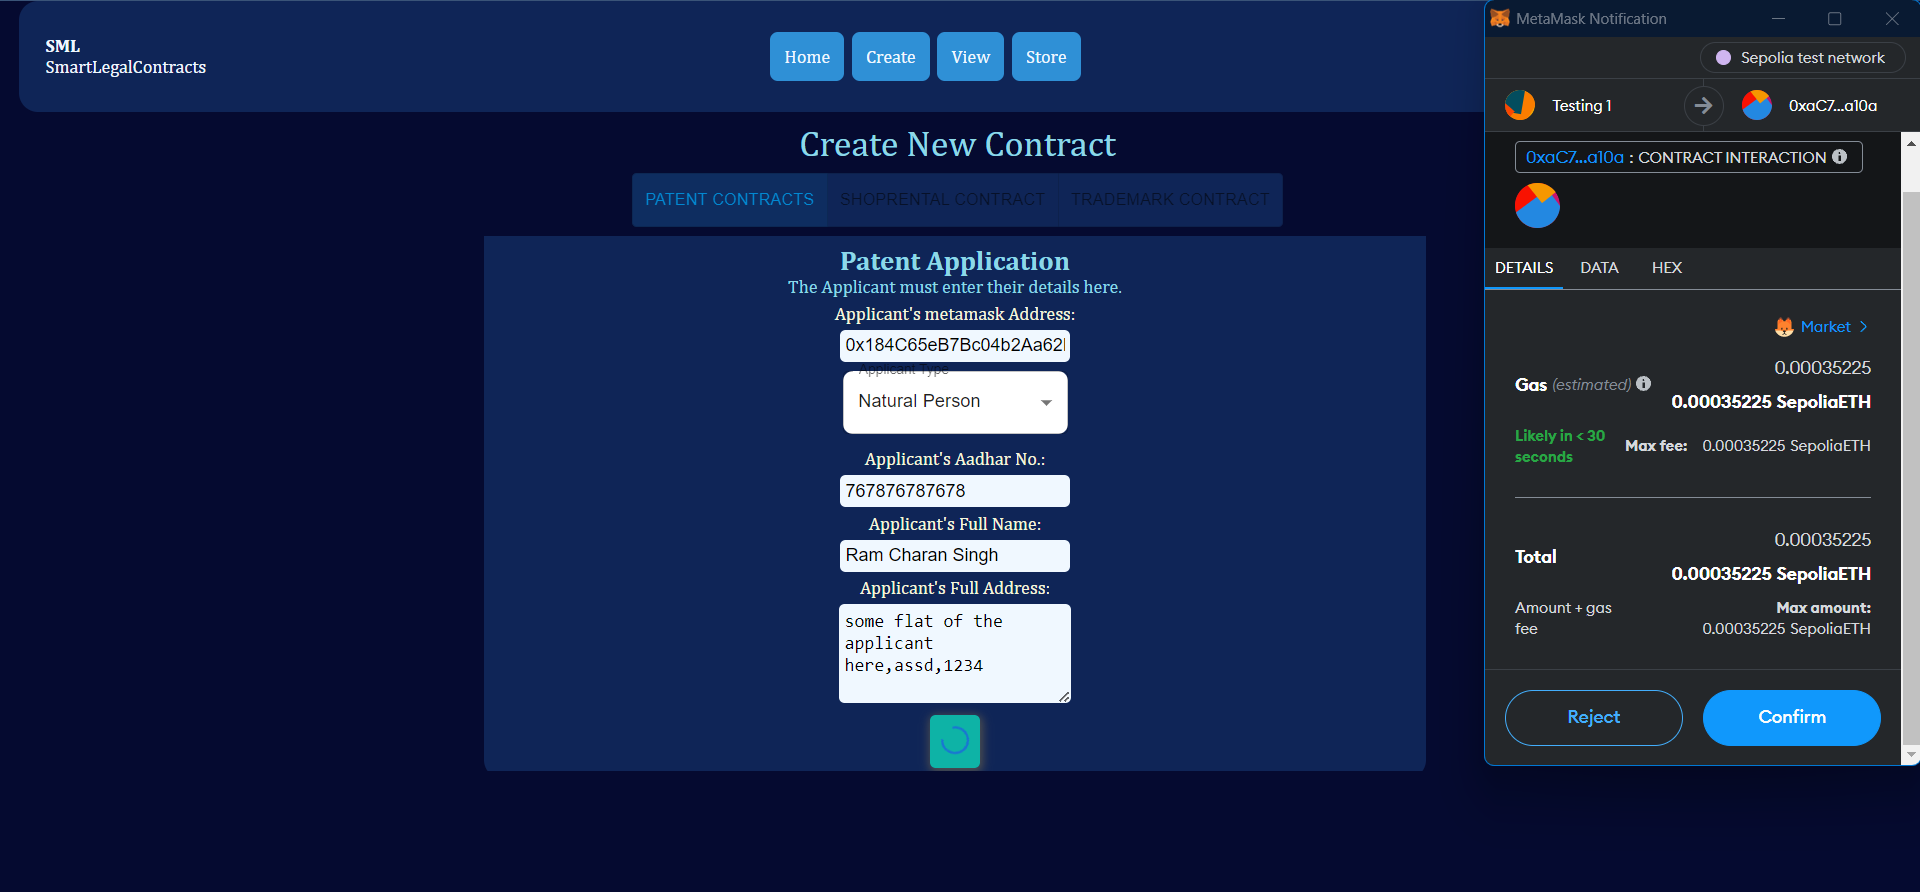 SML
SmartLegalContracts
Home
Create
View
Store
Create New Contract
PATENT CONTRACTS
SHOPRENTAL CONTRACT
TRADEMARK CONTRACT
Patent Application
The Applicant must enter their details here.
Applicant's metamask Address:
0x184C65eB7Bc04b2Aa62
Applicant Type
Natural Person
Applicant's Aadhar No.:
767876787678
Applicant's Full Name:
Ram Charan Singh
Applicant's Full Address:
some flat of the
applicant
here,assd,1234
MetaMask Notification
Sepolia test network
Testing 1
0xaC7...a10a
0xaC7...a10a : CONTRACT INTERACTION
DETAILS
DATA
HEX
Market
0.00035225
Gas (estimated)
0.00035225 SepoliaETH
Likely in < 30
seconds
Max fee: 0.00035225 SepoliaETH
0.00035225
Total
0.00035225 SepoliaETH
Amount + gas
fee
Max amount:
0.00035225 SepoliaETH
Reject
Confirm